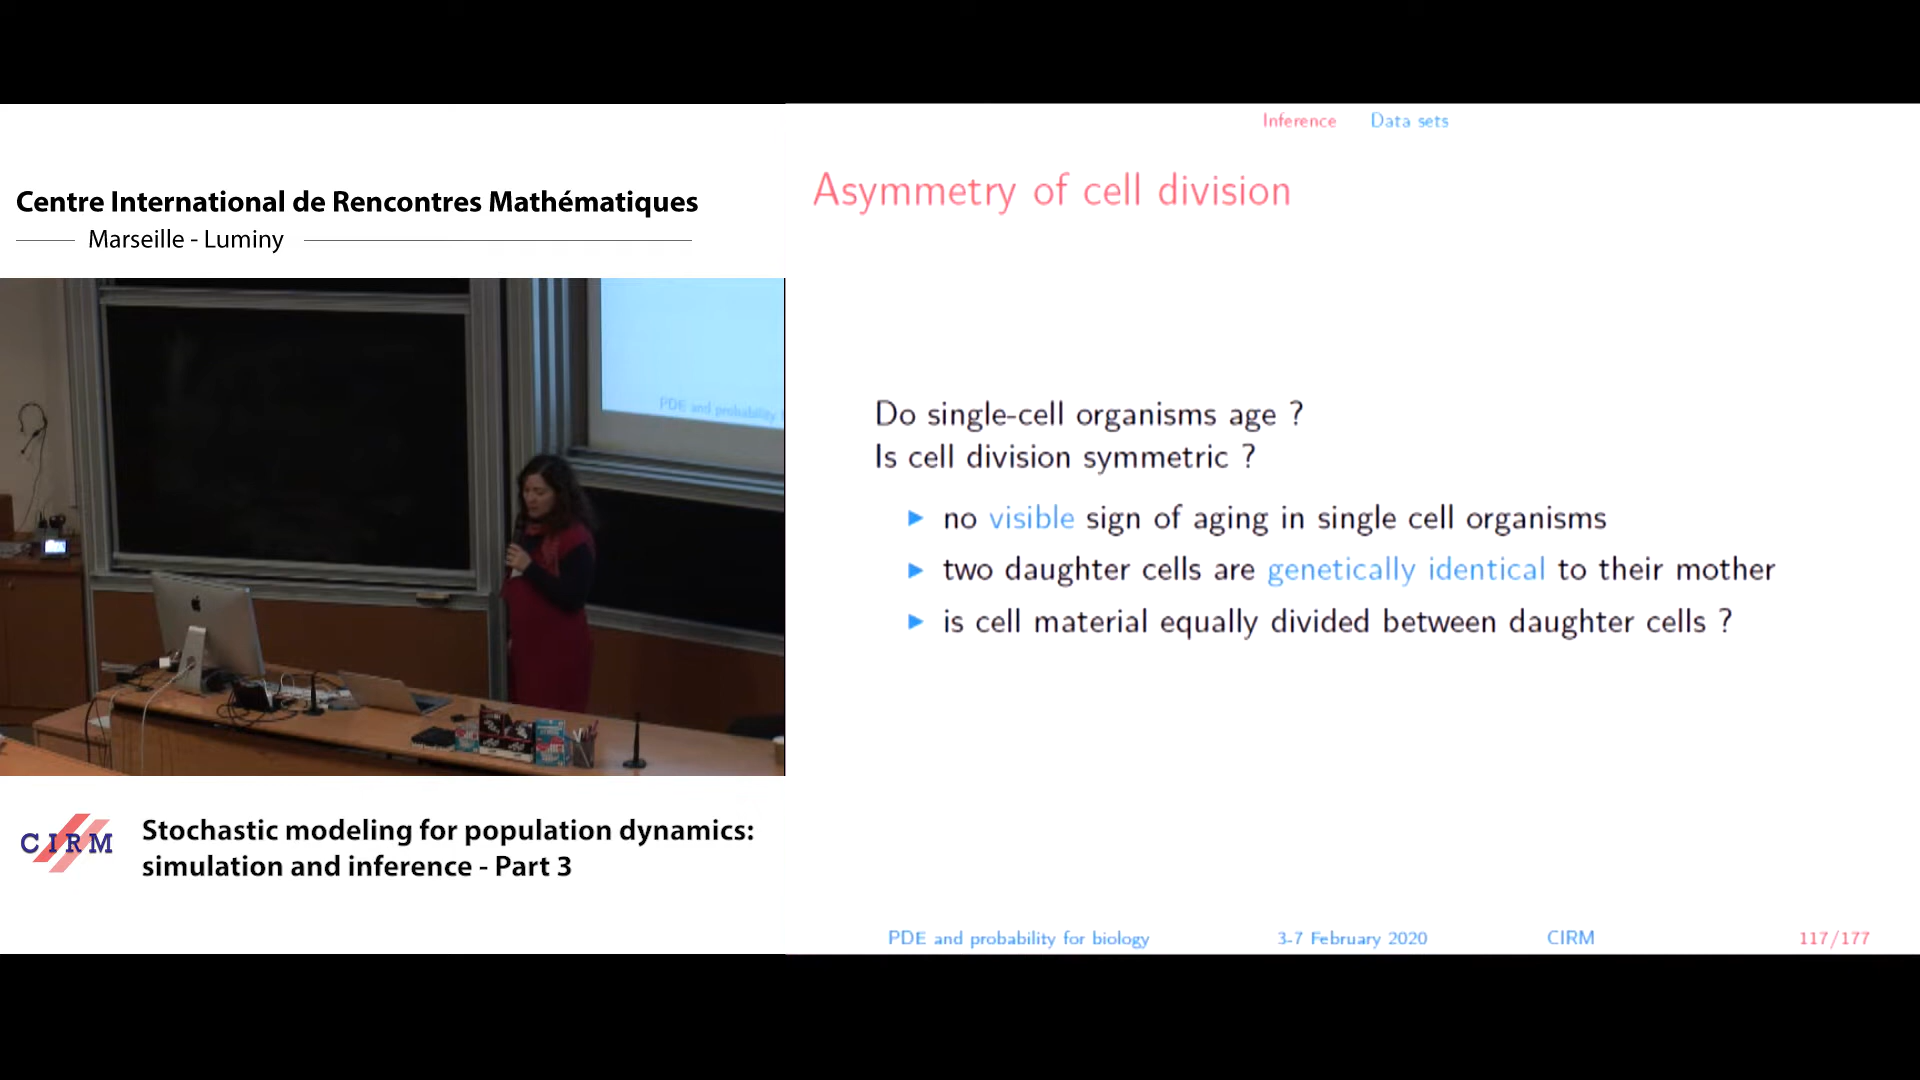 Centre International de Rencontres Mathématiques
Marseille - Luminy
PDE and probability
CIRM
Stochastic modeling for population dynamics:
simulation and inference - Part 3
Inference Data sets
Asymmetry of cell division
Do single-cell organisms age ?
Is cell division symmetric ?
▶ no visible sign of aging in single cell organisms
▶ two daughter cells are genetically identical to their mother
▶ is cell material equally divided between daughter cells ?
PDE and probability for biology 3-7 February 2020 CIRM 117/177